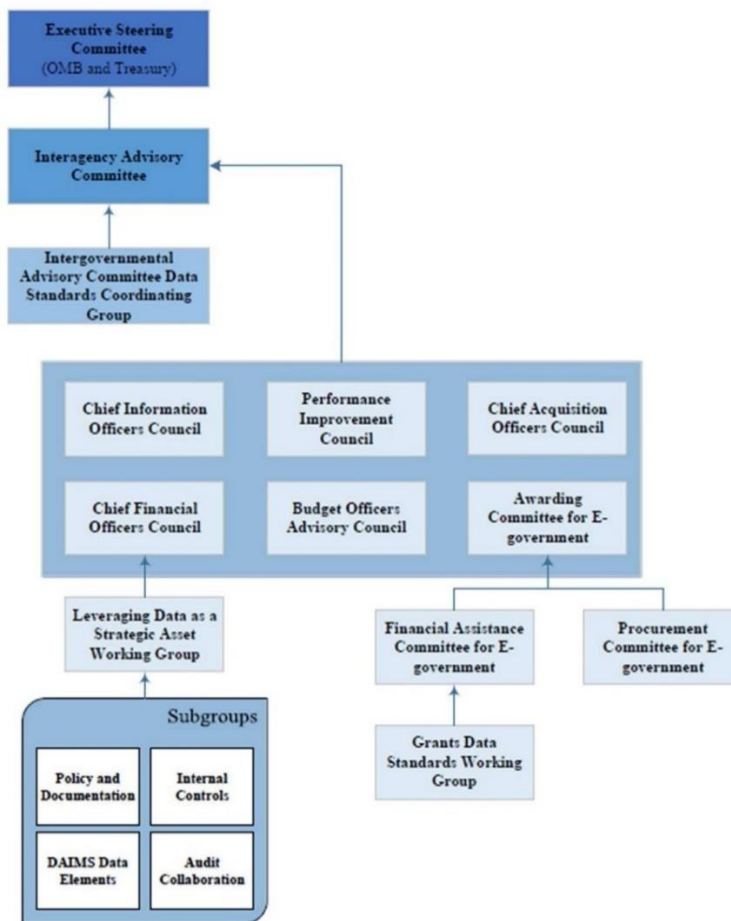 Executive Steering
Committee
(OMB and Treasury)
Interagency Advisory
Committee
Intergovernmental
Advisory Committee Data
Standards Coordinating
Group
Chief Information
Officers Council
Performance
Improvement
Council
Chief Acquisition
Officers Council
Chief Financial
Officers Council
Budget Officers
Advisory Council
Awarding
Committee for E-
government
Leveraging Data as a
Strategic Asset
Working Group
Financial Assistance
Committee for E-
government
Procurement
Committee for E-
government
Subgroups
Policy and
Documentation
Internal
Controls
DAIMS Data
Elements
Audit
Collaboration
Grants Data
Standards Working
Group